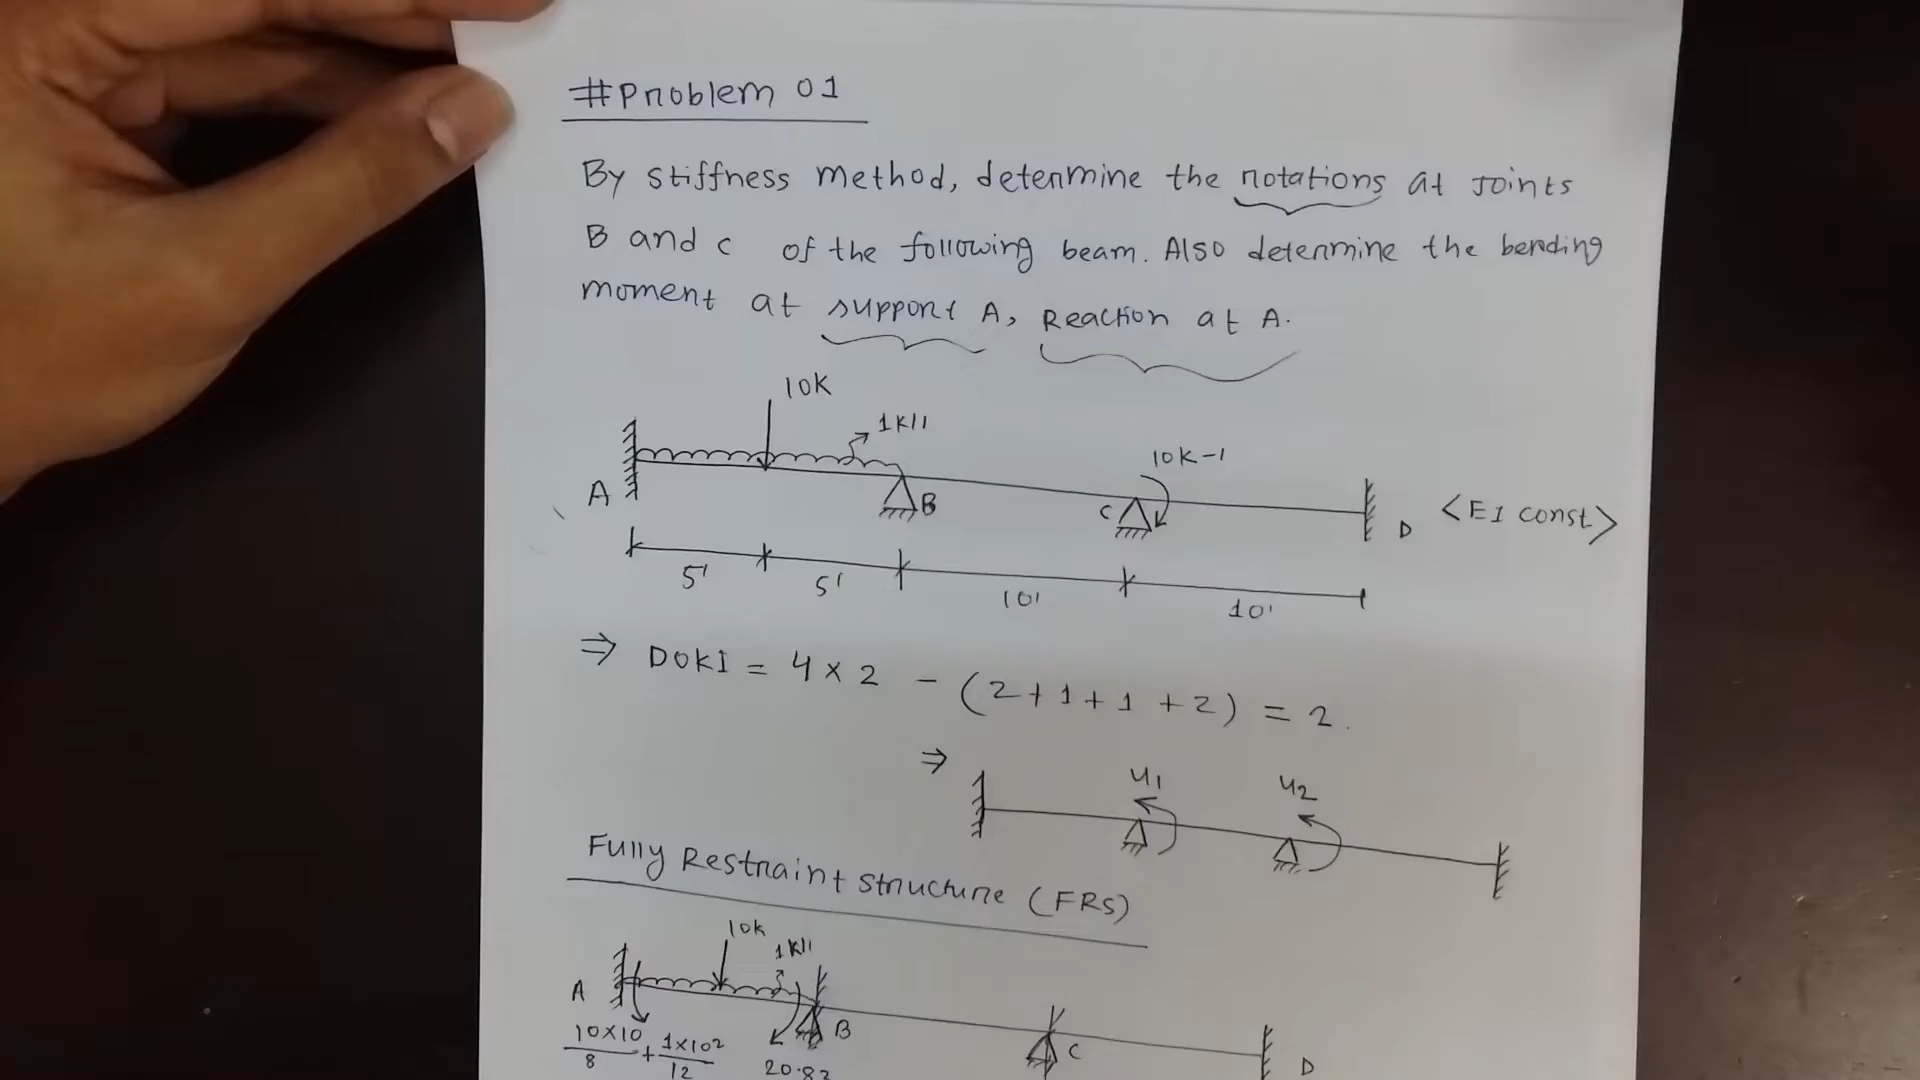 #Problem 01
By stiffness method, determine the rotations at Joints
B and C of the following beam. Also determine the bending
moment at support A, Reaction at A.
10K
1K/'
10K-'
A
B
C
D
<EI const.>
5'
5'
10'
10'
⇒ DOKI = 4 × 2 - (2+1+1+2) = 2.
⇒
u1
u2
Fully Restraint Structure (FRS)
10K
1K/'
A
B
C
D
10×10/8 + 1×10²/12
20.83